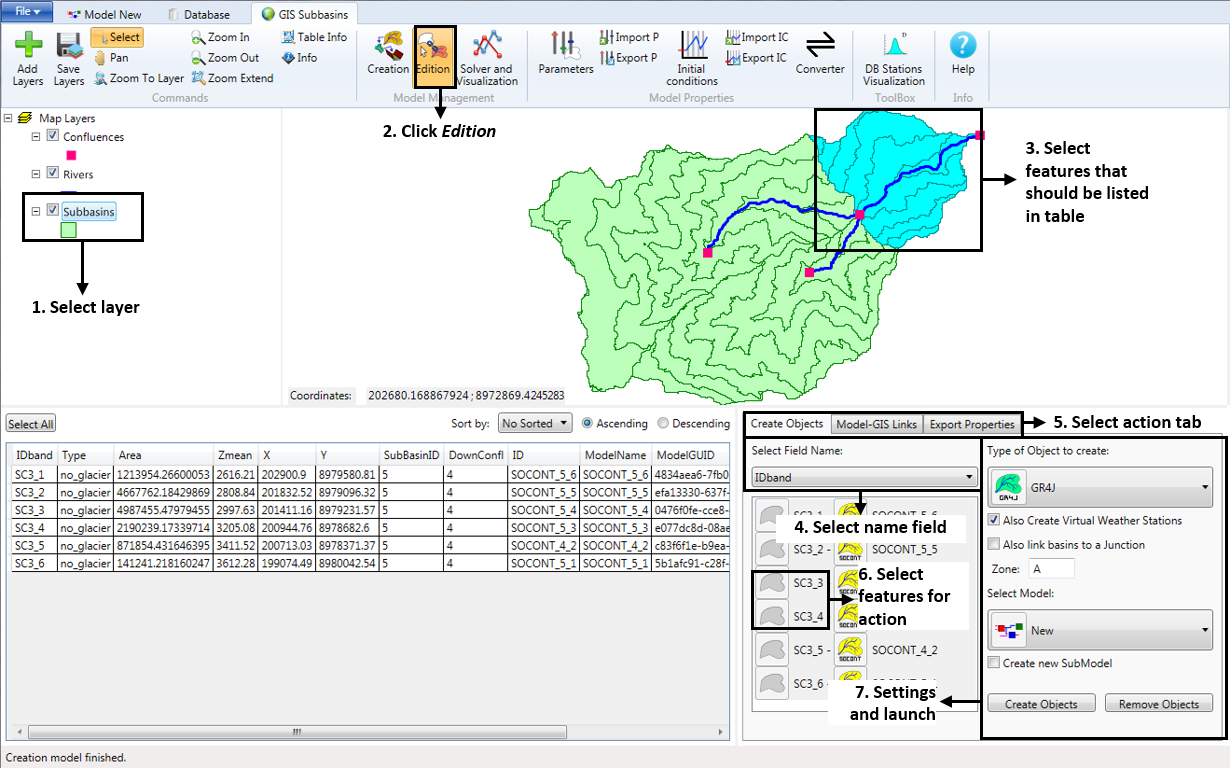 File
Model New
Database
GIS Subbasins
Add
Layers
Save
Layers
Select
Pan
Zoom To Layer
Zoom In
Zoom Out
Zoom Extend
Table Info
Info
Commands
Creation
Edition
Solver and
Visualization
Model Management
Parameters
Import P
Export P
Initial
conditions
Import IC
Export IC
Converter
Model Properties
DB Stations
Visualization
ToolBox
Help
Info
2. Click Edition
Map Layers
Confluences
Rivers
Subbasins
1. Select layer
3. Select
features that
should be listed
in table
Coordinates: 202680.168867924 ; 8972869.4245283
Select All
Sort by: No Sorted Ascending Descending
IDband Type Area Zmean X Y SubBasinID DownConfl ID ModelName ModelGUID
SC3_1 no_glacier 1213954.26600053 2616.21 202900.9 8979580.81 5 4 SOCONT_5_6 SOCONT_5_6 4834aea6-7fb0
SC3_2 no_glacier 4667762.18429869 2808.84 201832.52 8979096.32 5 4 SOCONT_5_5 SOCONT_5_5 efa13330-637f-
SC3_3 no_glacier 4987455.47979455 2997.63 201411.16 8979231.57 5 4 SOCONT_5_4 SOCONT_5_4 0476f0fe-cce8-
SC3_4 no_glacier 2190239.17339714 3205.08 200944.76 8978682.6 5 4 SOCONT_5_3 SOCONT_5_3 e077dc8d-08ae
SC3_5 no_glacier 871854.431646395 3411.52 200713.03 8978371.37 5 4 SOCONT_4_2 SOCONT_4_2 c83f6f1e-b9ea-
SC3_6 no_glacier 141241.218160247 3612.28 199074.49 8980042.54 5 4 SOCONT_5_1 SOCONT_5_1 5b1afc91-c28f-
Create Objects
Model-GIS Links
Export Properties
5. Select action tab
Select Field Name:
IDband
4. Select name field
SC3_2 - SOCONT_5_5
SC3_3
SC3_4
6. Select
features for
action
SC3_5 - SOCONT SOCONT_4_2
SC3_6 -
7. Settings
and launch
Type of Object to create:
GR4J GR4J
Also Create Virtual Weather Stations
Also link basins to a Junction
Zone: A
Select Model:
New
Create new SubModel
Create Objects
Remove Objects
Creation model finished.